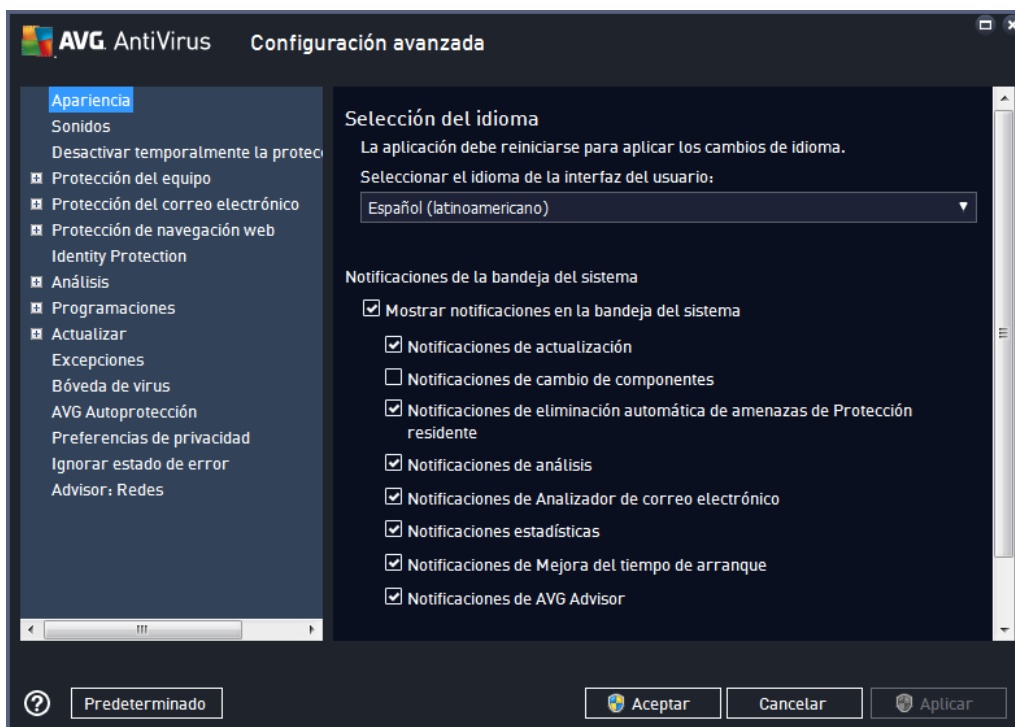 AVG. AntiVirus
Configuración avanzada
Apariencia
Sonidos
Desactivar temporalmente la protec
Protección del equipo
Protección del correo electrónico
Protección de navegación web
Identity Protection
Análisis
Programaciones
Actualizar
Excepciones
Bóveda de virus
AVG Autoprotección
Preferencias de privacidad
Ignorar estado de error
Advisor: Redes
Selección del idioma
La aplicación debe reiniciarse para aplicar los cambios de idioma.
Seleccionar el idioma de la interfaz del usuario:
Español (latinoamericano)
Notificaciones de la bandeja del sistema
Mostrar notificaciones en la bandeja del sistema
Notificaciones de actualización
Notificaciones de cambio de componentes
Notificaciones de eliminación automática de amenazas de Protección
residente
Notificaciones de análisis
Notificaciones de Analizador de correo electrónico
Notificaciones estadísticas
Notificaciones de Mejora del tiempo de arranque
Notificaciones de AVG Advisor
?
Predeterminado
Aceptar
Cancelar
Aplicar